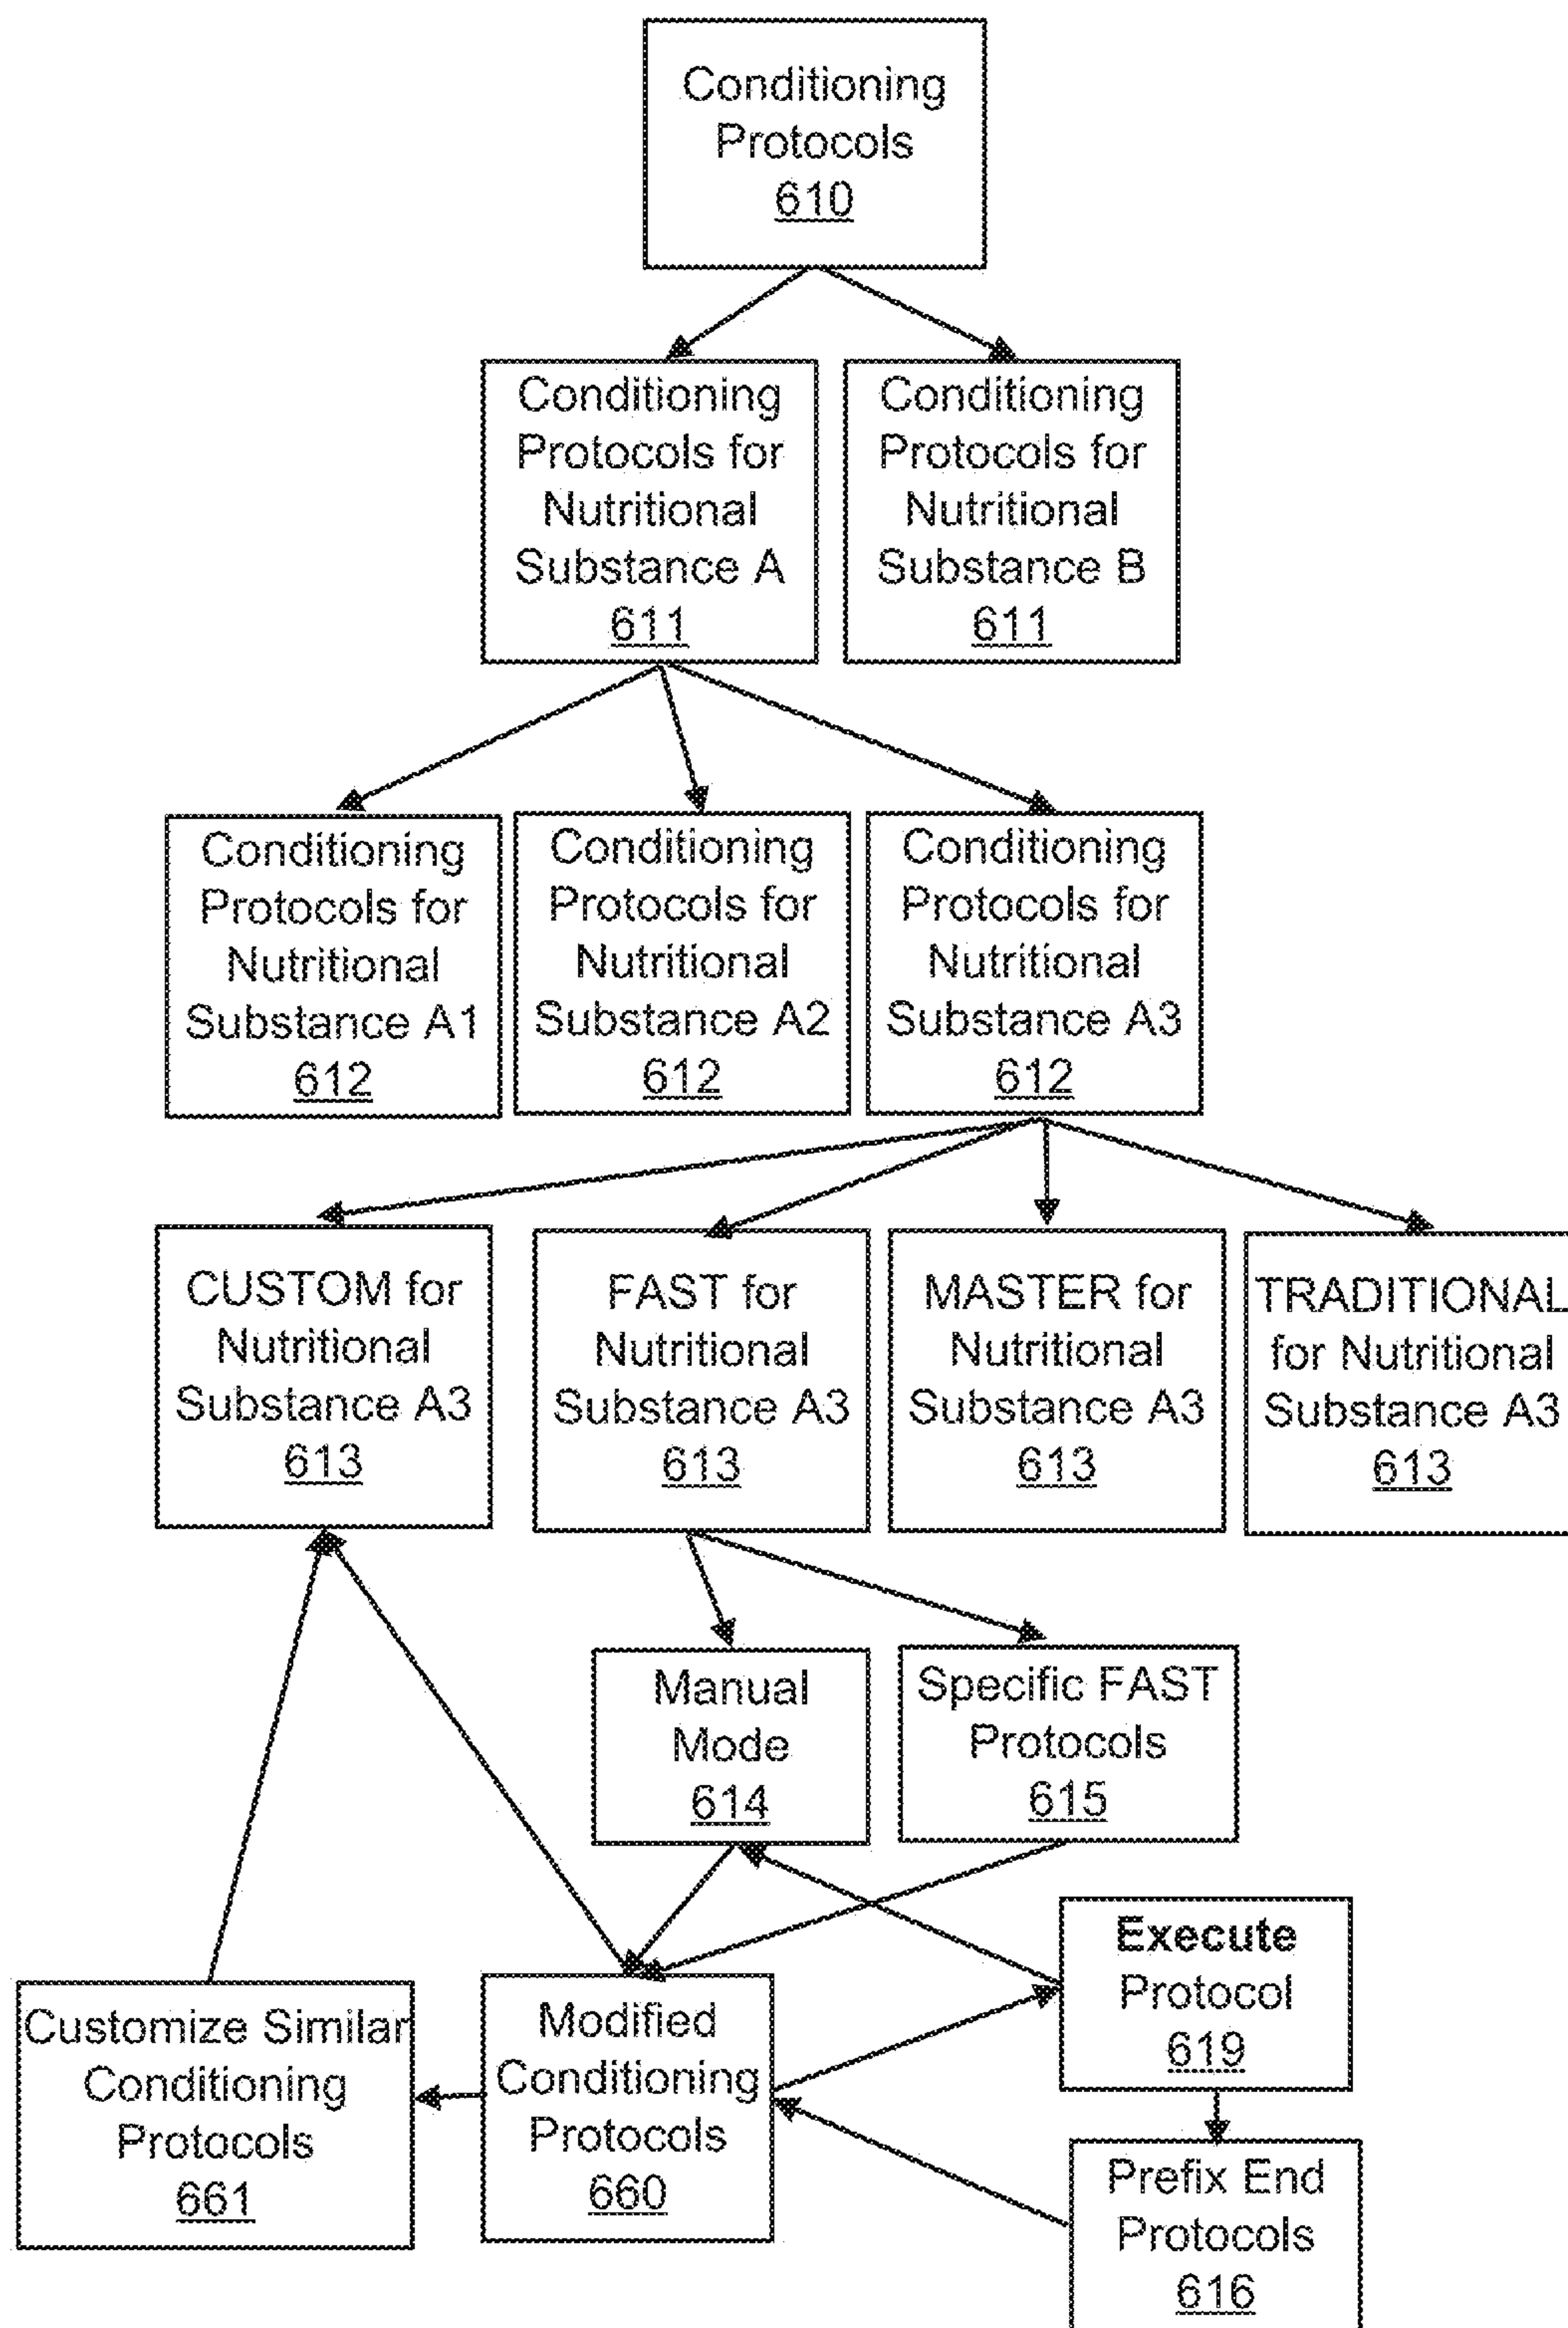 Conditioning
Protocols
610
Conditioning
Protocols for
Nutritional
Substance A
611
Conditioning
Protocols for
Nutritional
Substance B
611
Conditioning
Protocols for
Nutritional
Substance A1
612
Conditioning
Protocols for
Nutritional
Substance A2
612
Conditioning
Protocols for
Nutritional
Substance A3
612
CUSTOM for
Nutritional
Substance A3
613
FAST for
Nutritional
Substance A3
613
MASTER for
Nutritional
Substance A3
613
TRADITIONAL
for Nutritional
Substance A3
613
Manual
Mode
614
Specific FAST
Protocols
615
Execute
Protocol
619
Customize Similar
Conditioning
Protocols
661
Modified
Conditioning
Protocols
660
Prefix End
Protocols
616